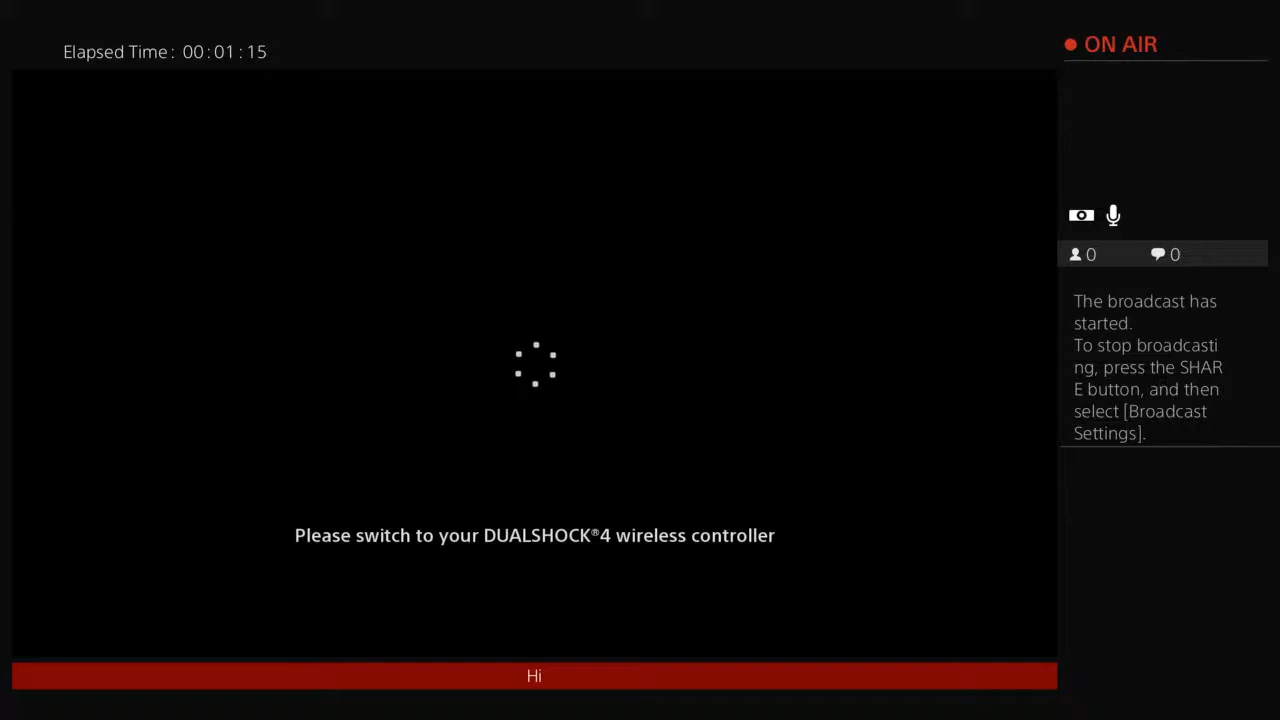 Elapsed Time: 00:01:15
ON AIR
0 0
The broadcast has
started.
To stop broadcasti
ng, press the SHAR
E button, and then
select [Broadcast
Settings].
Please switch to your DUALSHOCK®4 wireless controller
Hi